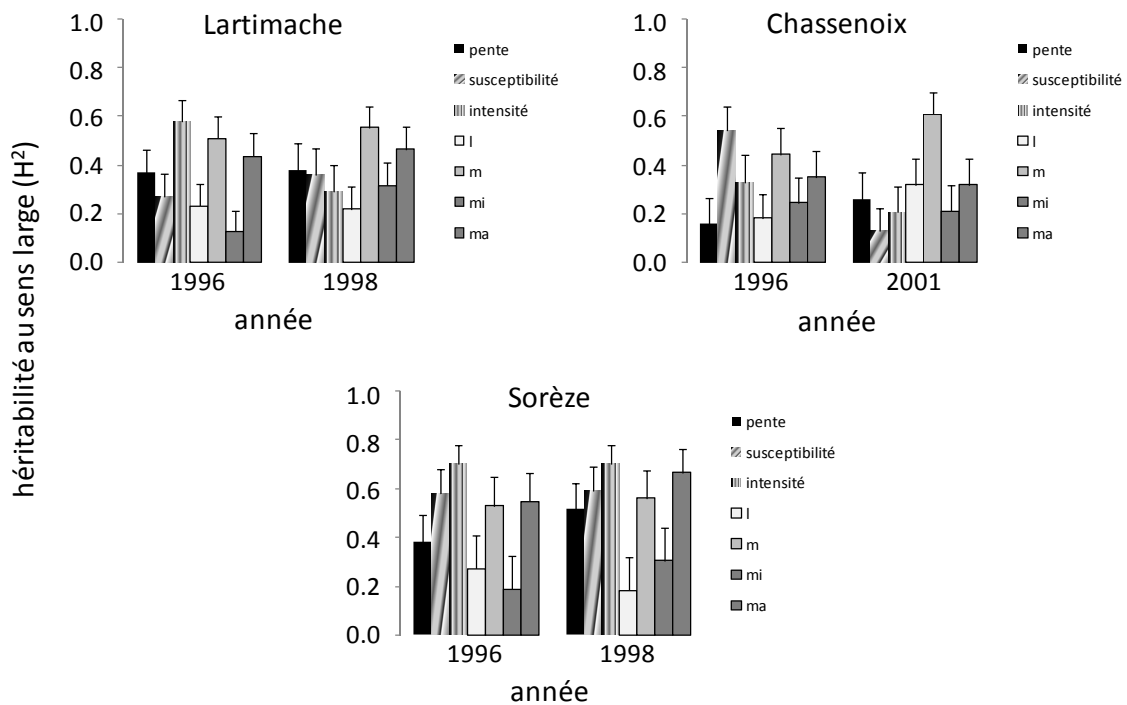 héritabilité au sens large (H²)
Lartimache
1.0
0.8
0.6
0.4
0.2
0.0
1996 1998
année
pente
susceptibilité
intensité
l
m
mi
ma
Chassenoix
1.0
0.8
0.6
0.4
0.2
0.0
1996 2001
année
pente
susceptibilité
intensité
l
m
mi
ma
Sorèze
1.0
0.8
0.6
0.4
0.2
0.0
1996 1998
année
pente
susceptibilité
intensité
l
m
mi
ma